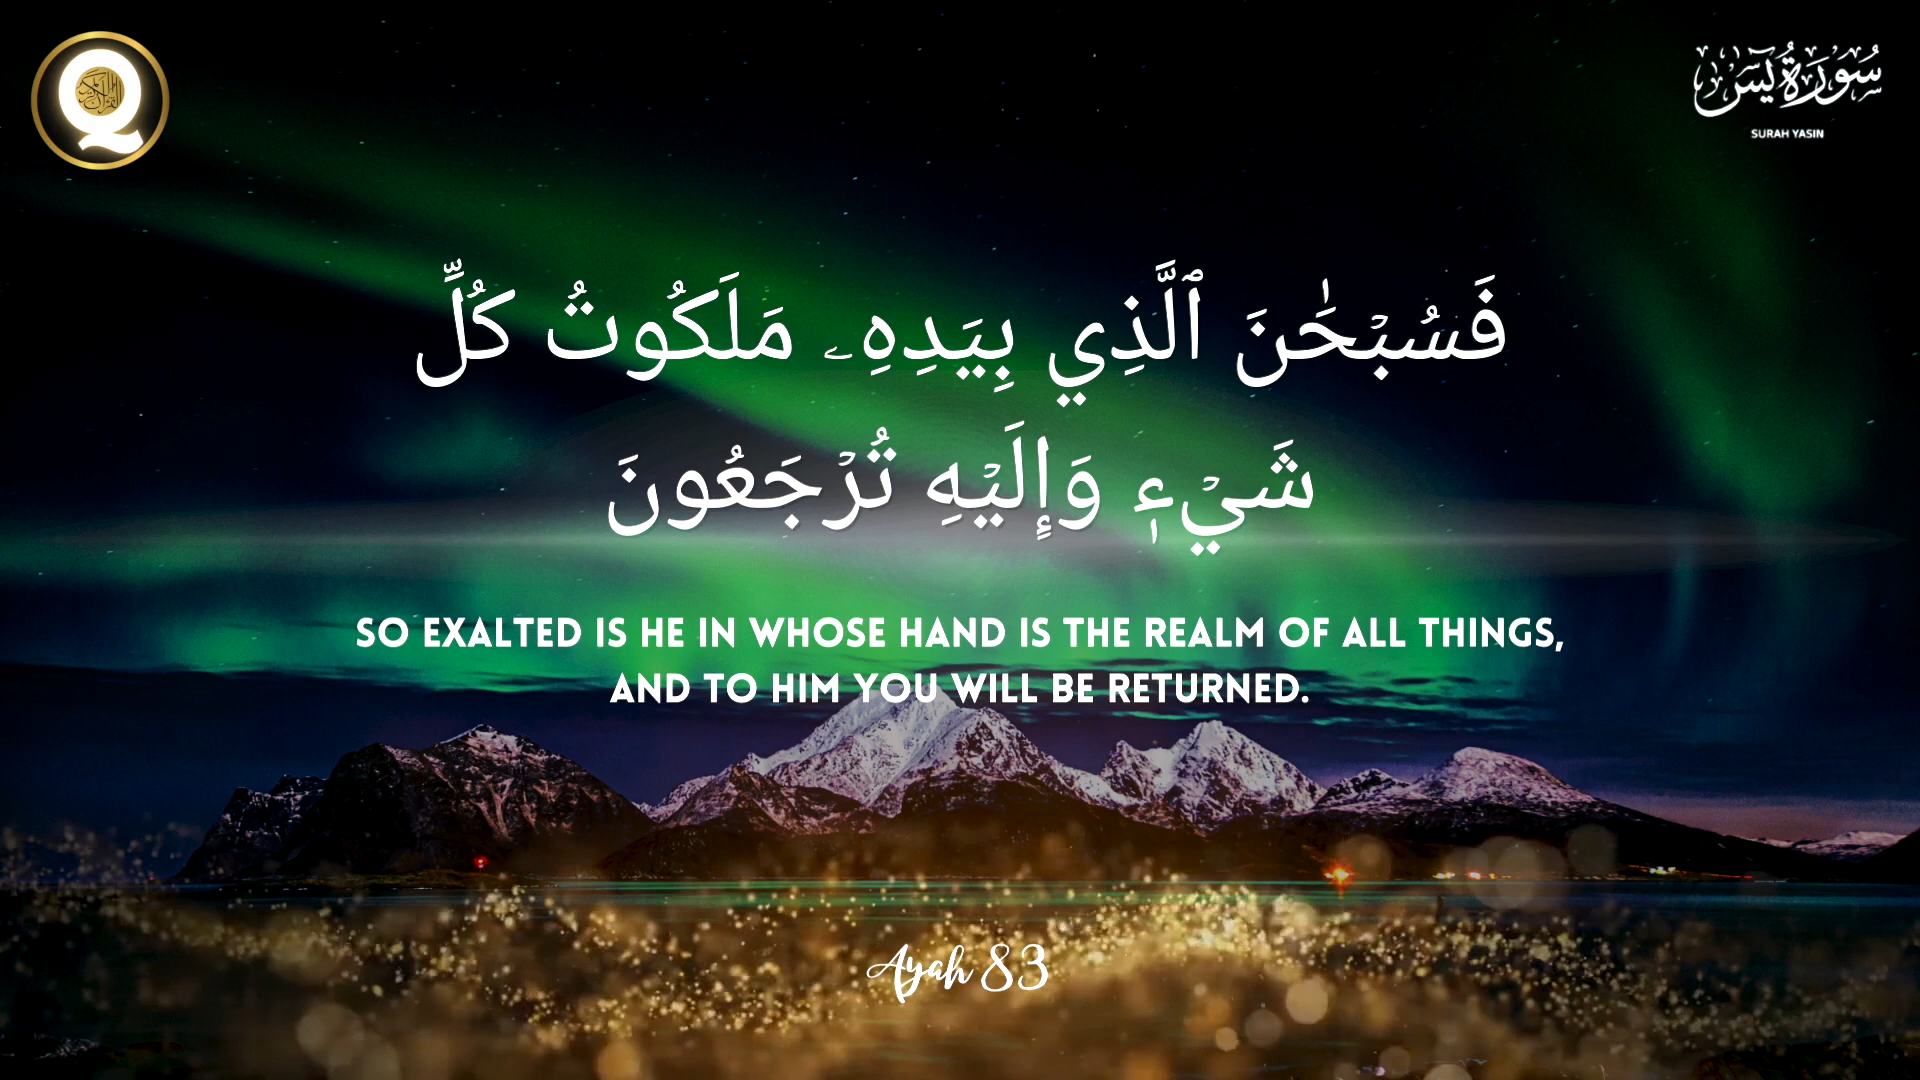 سُورَةُ يسٓ
SURAH YASIN
فَسُبْحَٰنَ ٱلَّذِي بِيَدِهِۦ مَلَكُوتُ كُلِّ
شَيْءٍۢ وَإِلَيْهِ تُرْجَعُونَ
SO EXALTED IS HE IN WHOSE HAND IS THE REALM OF ALL THINGS,
AND TO HIM YOU WILL BE RETURNED.
Ayah 83